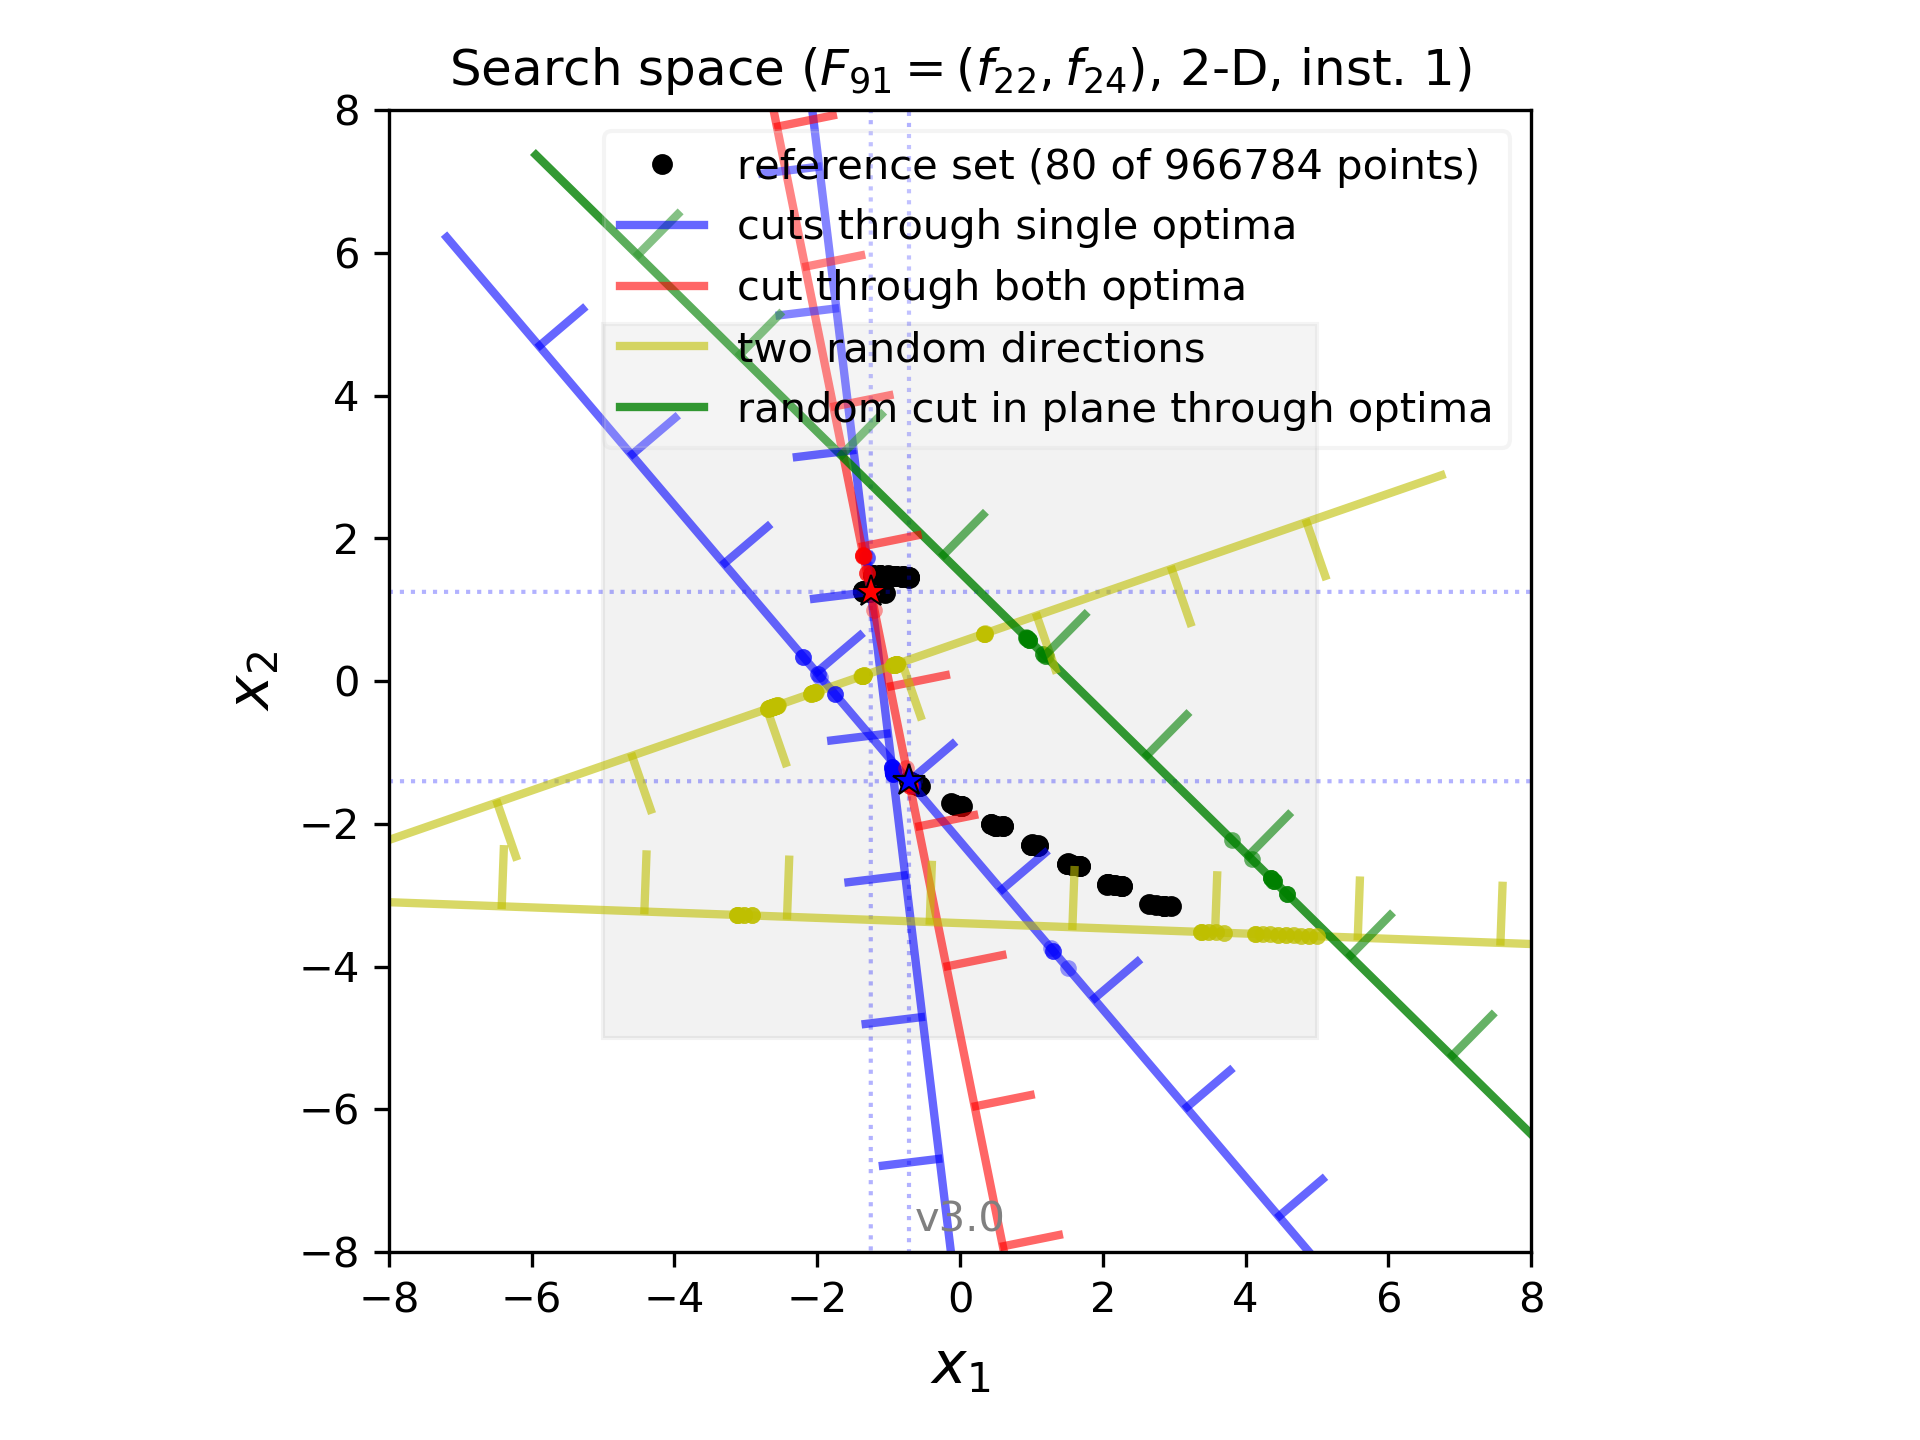 Search space (F91 = (f22, f24), 2-D, inst. 1)
reference set (80 of 966784 points)
cuts through single optima
cut through both optima
two random directions
random cut in plane through optima
8
6
4
2
0
−2
−4
−6
−8
x2
v3.0
−8 −6 −4 −2 0 2 4 6 8
x1